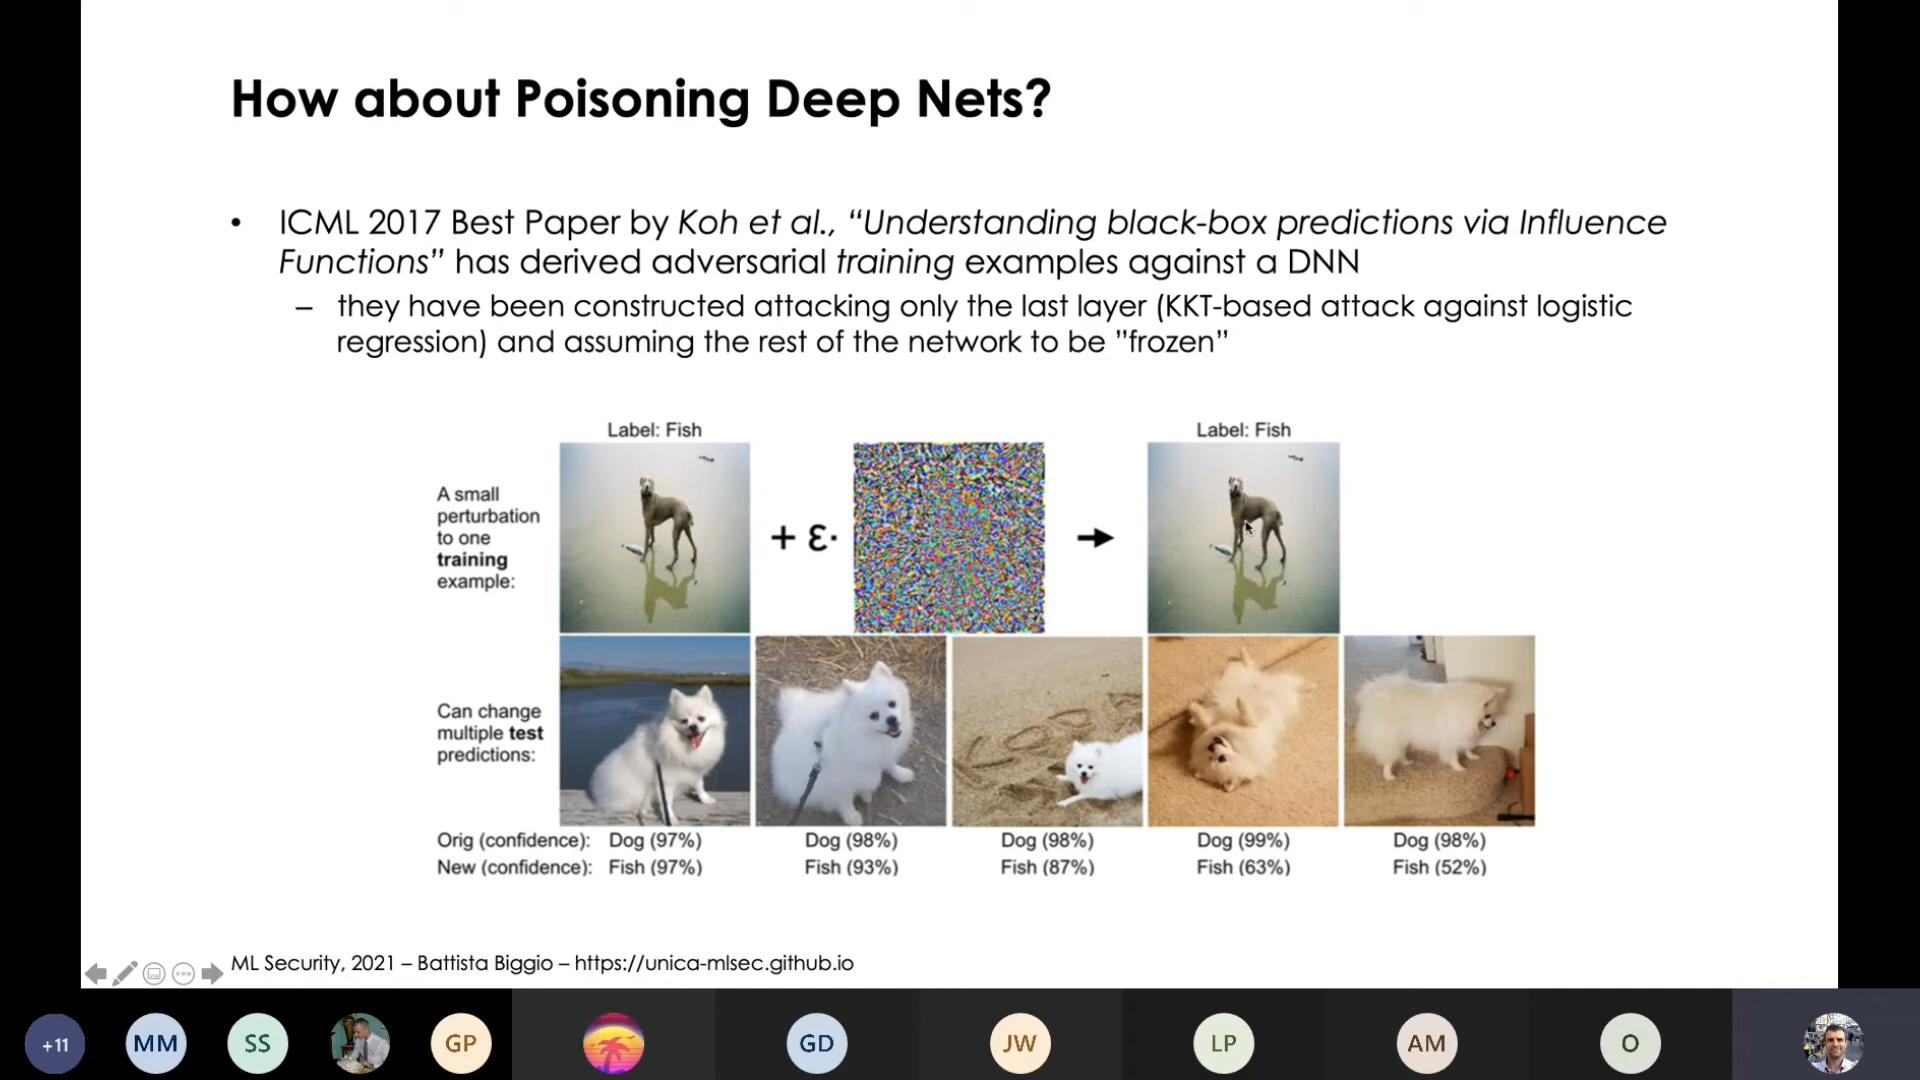 How about Poisoning Deep Nets?
• ICML 2017 Best Paper by Koh et al., “Understanding black-box predictions via Influence
Functions” has derived adversarial training examples against a DNN
– they have been constructed attacking only the last layer (KKT-based attack against logistic
regression) and assuming the rest of the network to be ”frozen”
Label: Fish
Label: Fish
A small
perturbation
to one
training
example:
+ ε·
Can change
multiple test
predictions:
Orig (confidence): Dog (97%) Dog (98%) Dog (98%) Dog (99%) Dog (98%)
New (confidence): Fish (97%) Fish (93%) Fish (87%) Fish (63%) Fish (52%)
ML Security, 2021 – Battista Biggio – https://unica-mlsec.github.io
+11 MM SS GP GD JW LP AM O